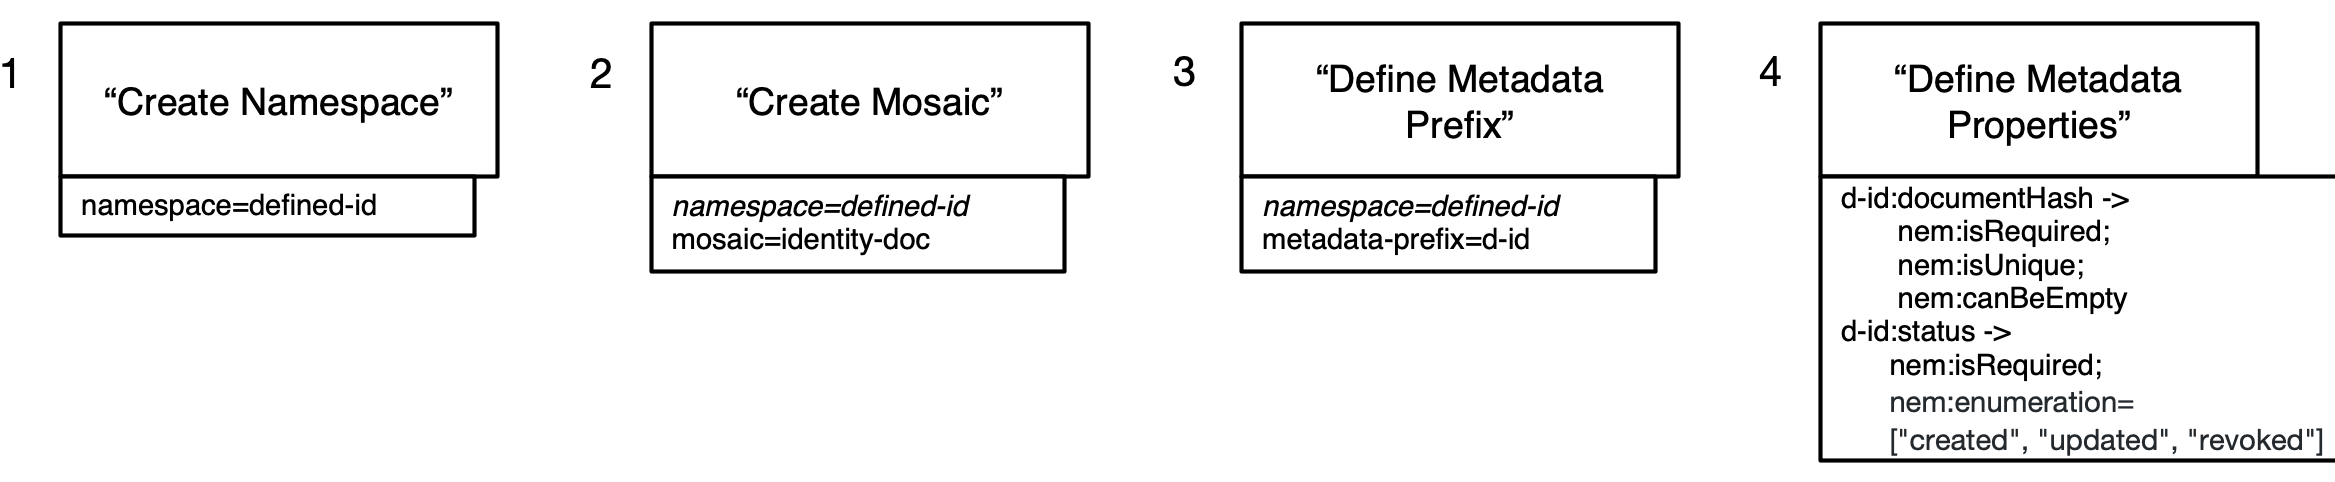 1
“Create Namespace”
namespace=defined-id
2
“Create Mosaic”
namespace=defined-id
mosaic=identity-doc
3
“Define Metadata
Prefix”
namespace=defined-id
metadata-prefix=d-id
4
“Define Metadata
Properties”
d-id:documentHash ->
nem:isRequired;
nem:isUnique;
nem:canBeEmpty
d-id:status ->
nem:isRequired;
nem:enumeration=
["created", "updated", "revoked"]